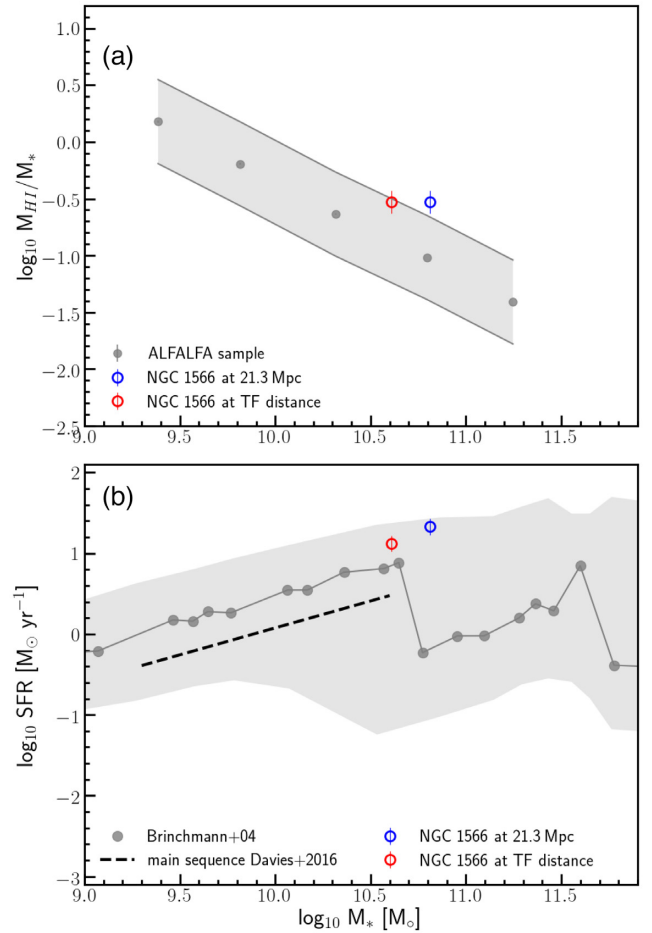 (a)
1.0
0.5
0.0
-0.5
-1.0
-1.5
-2.0
-2.5
log₁₀ M_{HI}/M_*
ALFALFA sample
NGC 1566 at 21.3 Mpc
NGC 1566 at TF distance
9.0 9.5 10.0 10.5 11.0 11.5
(b)
2
1
0
−1
−2
−3
log₁₀ SFR [M⊙ yr⁻¹]
Brinchmann+04
main sequence Davies+2016
NGC 1566 at 21.3 Mpc
NGC 1566 at TF distance
9.0 9.5 10.0 10.5 11.0 11.5
log₁₀ M_* [M∘]